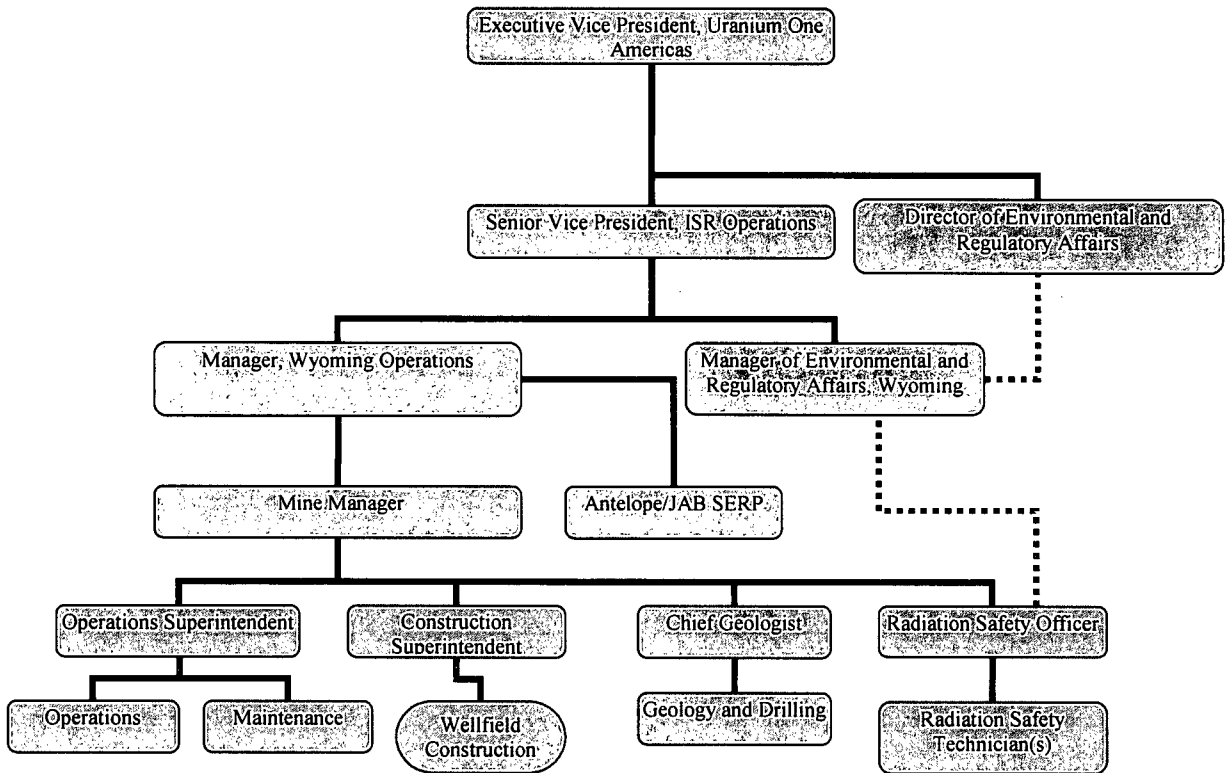 Executive Vice President, Uranium One
Americas
Senior Vice President, ISR Operations
Director of Environmental and
Regulatory Affairs
Manager, Wyoming Operations
Manager of Environmental and
Regulatory Affairs, Wyoming
Mine Manager
Antelope/JAB SERP
Operations Superintendent
Construction
Superintendent
Chief Geologist
Radiation Safety Officer
Operations
Maintenance
Wellfield
Construction
Geology and Drilling
Radiation Safety
Technician(s)